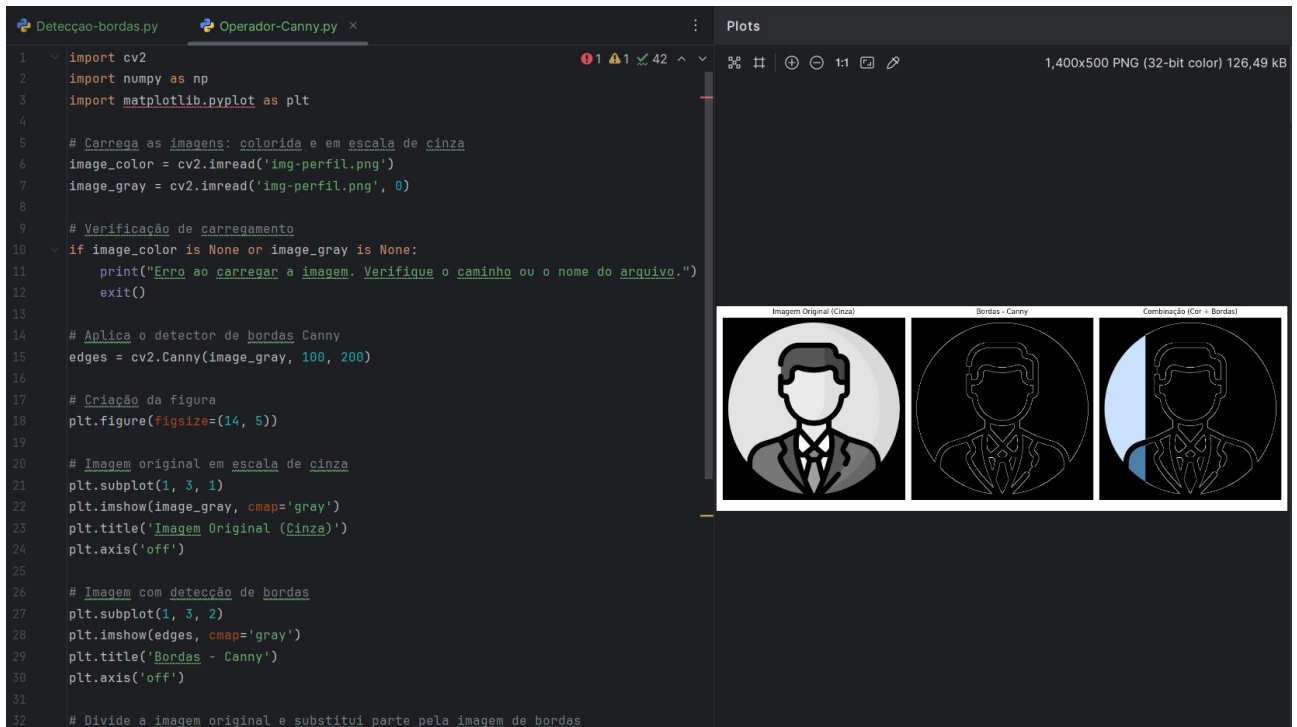 Detecçao-bordas.py
Operador-Canny.py
Plots
1 import cv2
1 1 42
2 import numpy as np
3 import matplotlib.pyplot as plt
4
5 # Carrega as imagens: colorida e em escala de cinza
6 image_color = cv2.imread('img-perfil.png')
7 image_gray = cv2.imread('img-perfil.png', 0)
8
9 # Verificação de carregamento
10 if image_color is None or image_gray is None:
11 print("Erro ao carregar a imagem. Verifique o caminho ou o nome do arquivo.")
12 exit()
13
14 # Aplica o detector de bordas Canny
15 edges = cv2.Canny(image_gray, 100, 200)
16
17 # Criação da figura
18 plt.figure(figsize=(14, 5))
19
20 # Imagem original em escala de cinza
21 plt.subplot(1, 3, 1)
22 plt.imshow(image_gray, cmap='gray')
23 plt.title('Imagem Original (Cinza)')
24 plt.axis('off')
25
26 # Imagem com detecção de bordas
27 plt.subplot(1, 3, 2)
28 plt.imshow(edges, cmap='gray')
29 plt.title('Bordas - Canny')
30 plt.axis('off')
31
32 # Divide a imagem original e substitui parte pela imagem de bordas
1:1
1,400x500 PNG (32-bit color) 126,49 kB
Imagem Original (Cinza)
Bordas - Canny
Combinação (Cor + Bordas)